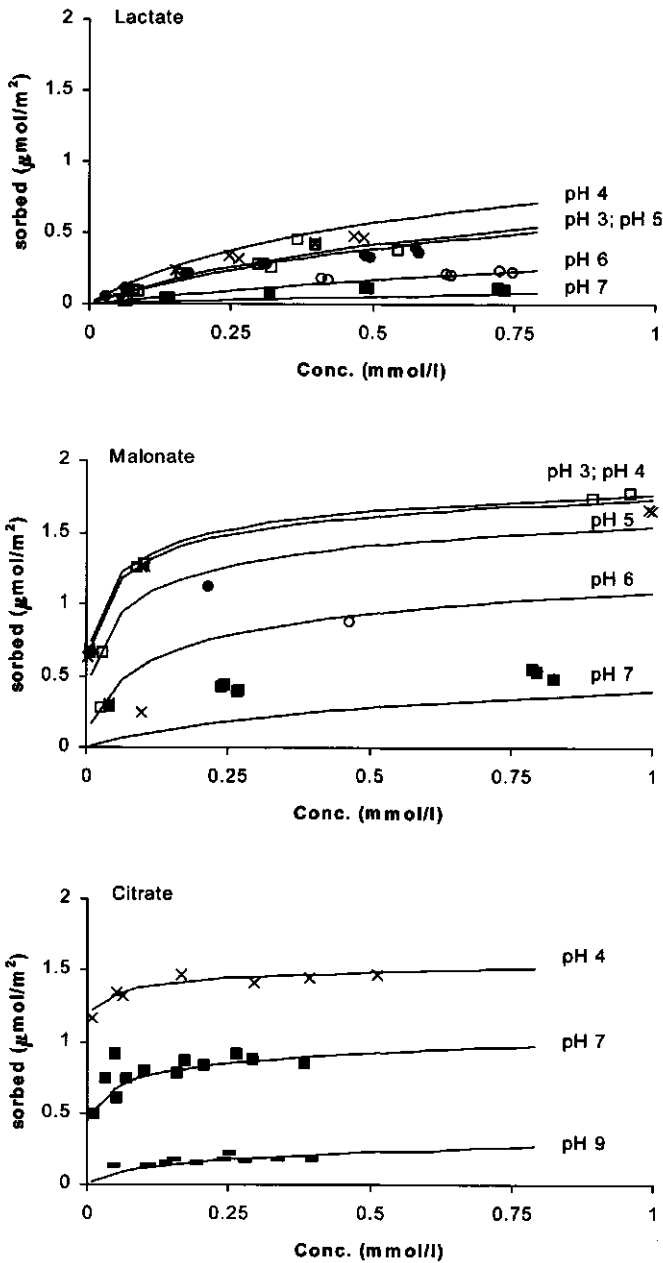 Lactate
2
1.5
1
0.5
0
sorbed (µmol/m²)
pH 4
pH 3; pH 5
pH 6
pH 7
0 0.25 0.5 0.75 1
Conc. (mmol/l)
Malonate
2
1.5
1
0.5
0
sorbed (µmol/m²)
pH 3; pH 4
pH 5
pH 6
pH 7
0 0.25 0.5 0.75 1
Conc. (mmol/l)
Citrate
2
1.5
1
0.5
0
sorbed (µmol/m²)
pH 4
pH 7
pH 9
0 0.25 0.5 0.75 1
Conc. (mmol/l)